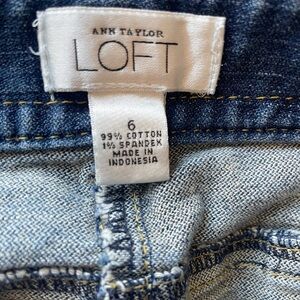 ANN TAYLOR
LOFT
6
99% COTTON
1% SPANDEX
MADE IN
INDONESIA